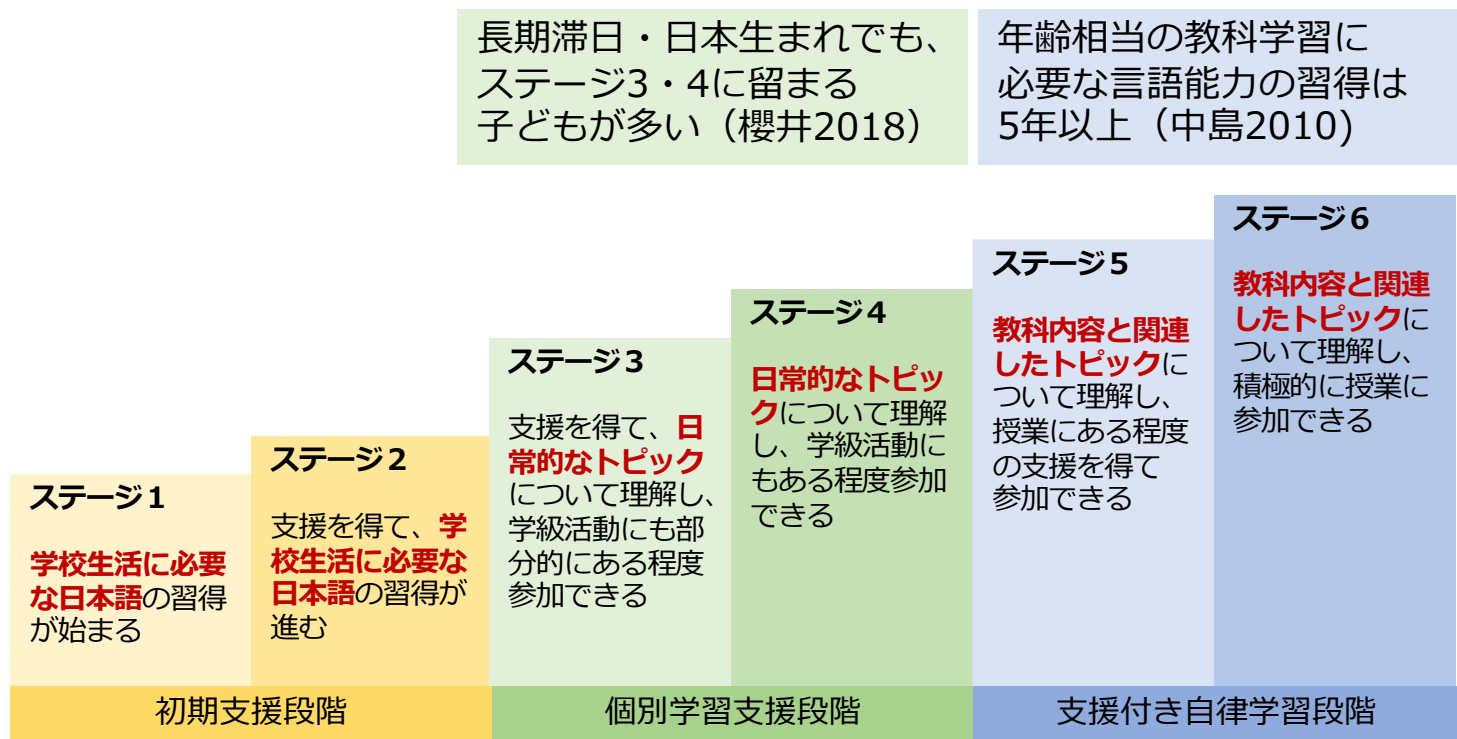 長期滞日・日本生まれでも、
ステージ3・4に留まる
子どもが多い（櫻井2018）
年齢相当の教科学習に
必要な言語能力の習得は
5年以上（中島2010)
ステージ１
学校生活に必要
な日本語の習得
が始まる
ステージ２
支援を得て、学
校生活に必要な
日本語の習得が
進む
ステージ３
支援を得て、日
常的なトピック
について理解し、
学級活動にも部
分的にある程度
参加できる
ステージ４
日常的なトピッ
クについて理解
し、学級活動に
もある程度参加
できる
ステージ５
教科内容と関連
したトピックに
ついて理解し、
授業にある程度
の支援を得て
参加できる
ステージ６
教科内容と関連
したトピックに
ついて理解し、
積極的に授業に
参加できる
初期支援段階
個別学習支援段階
支援付き自律学習段階